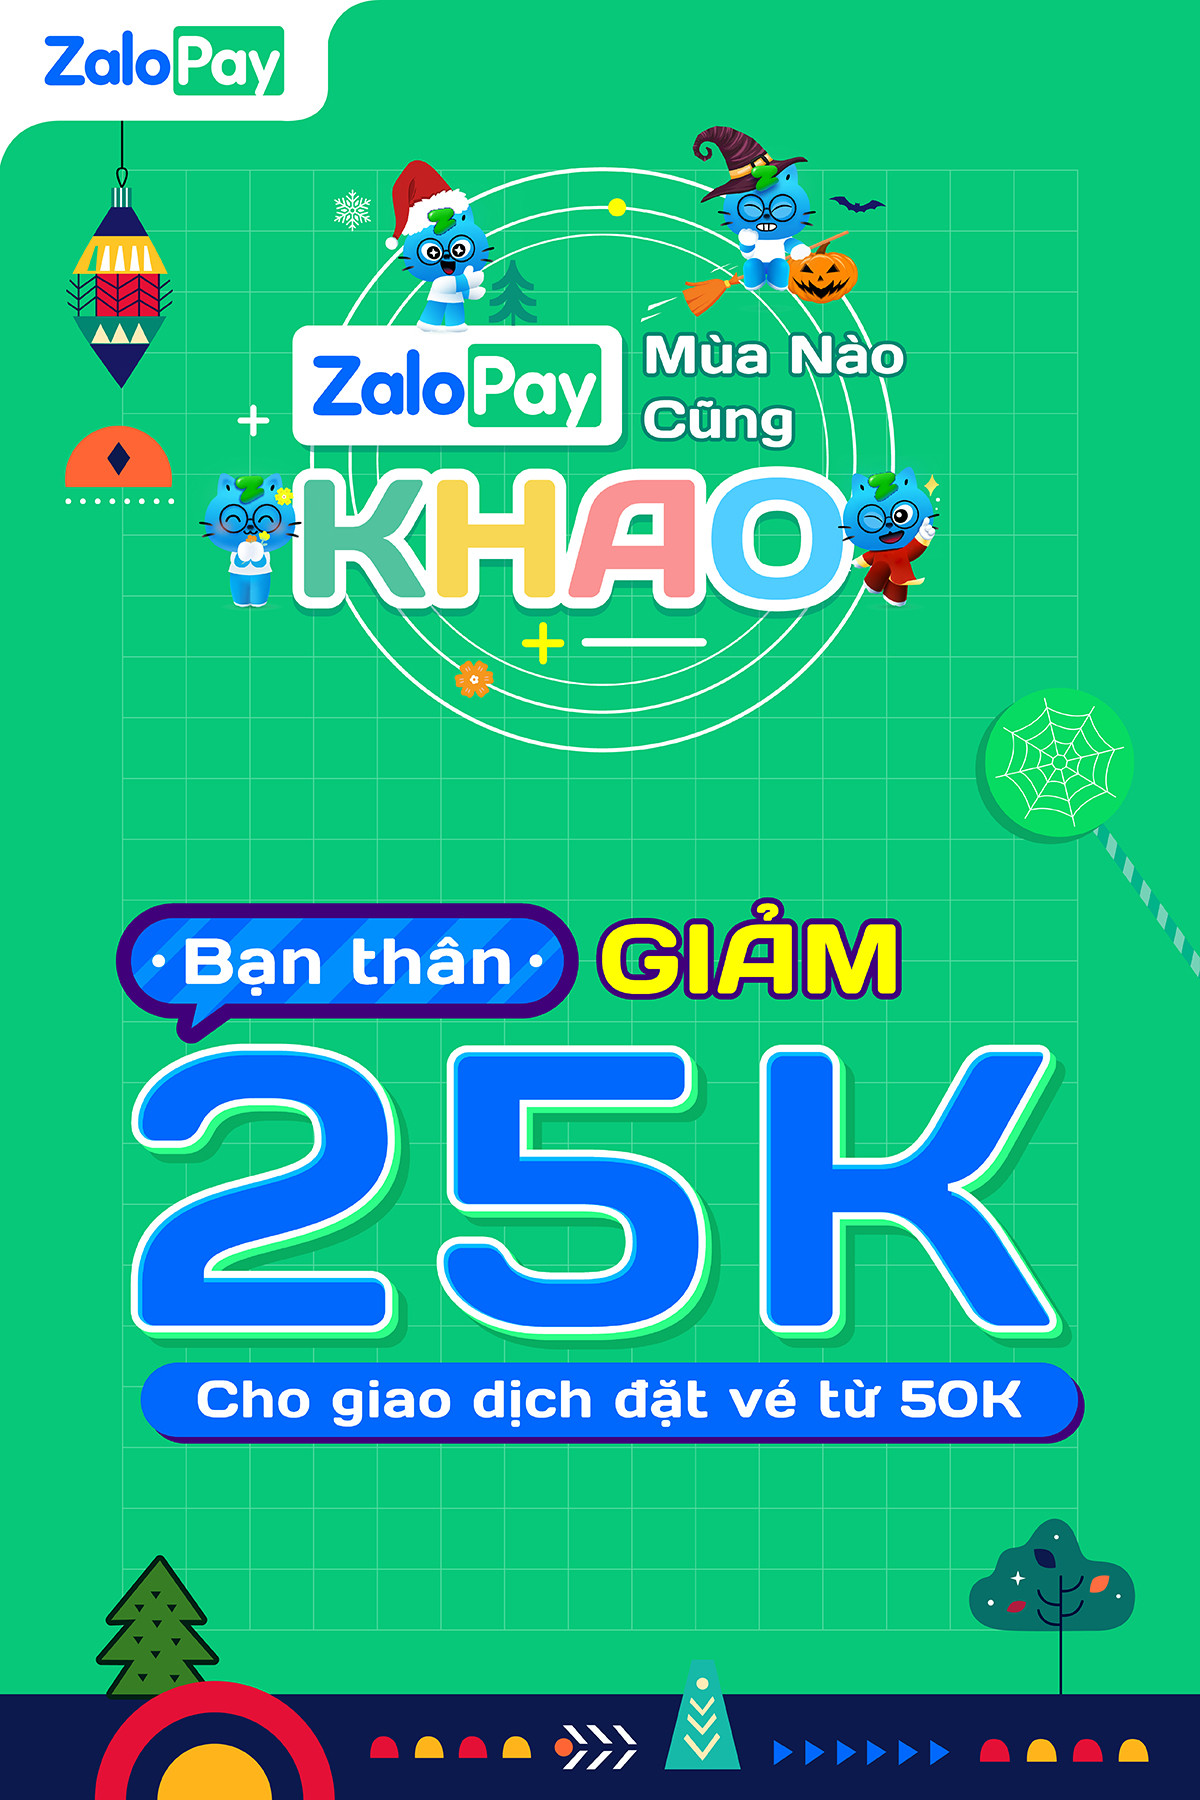 ZaloPay
ZaloPay
Mùa Nào
Cũng
KHAO
Bạn thân
GIẢM
25K
Cho giao dịch đặt vé từ 50K